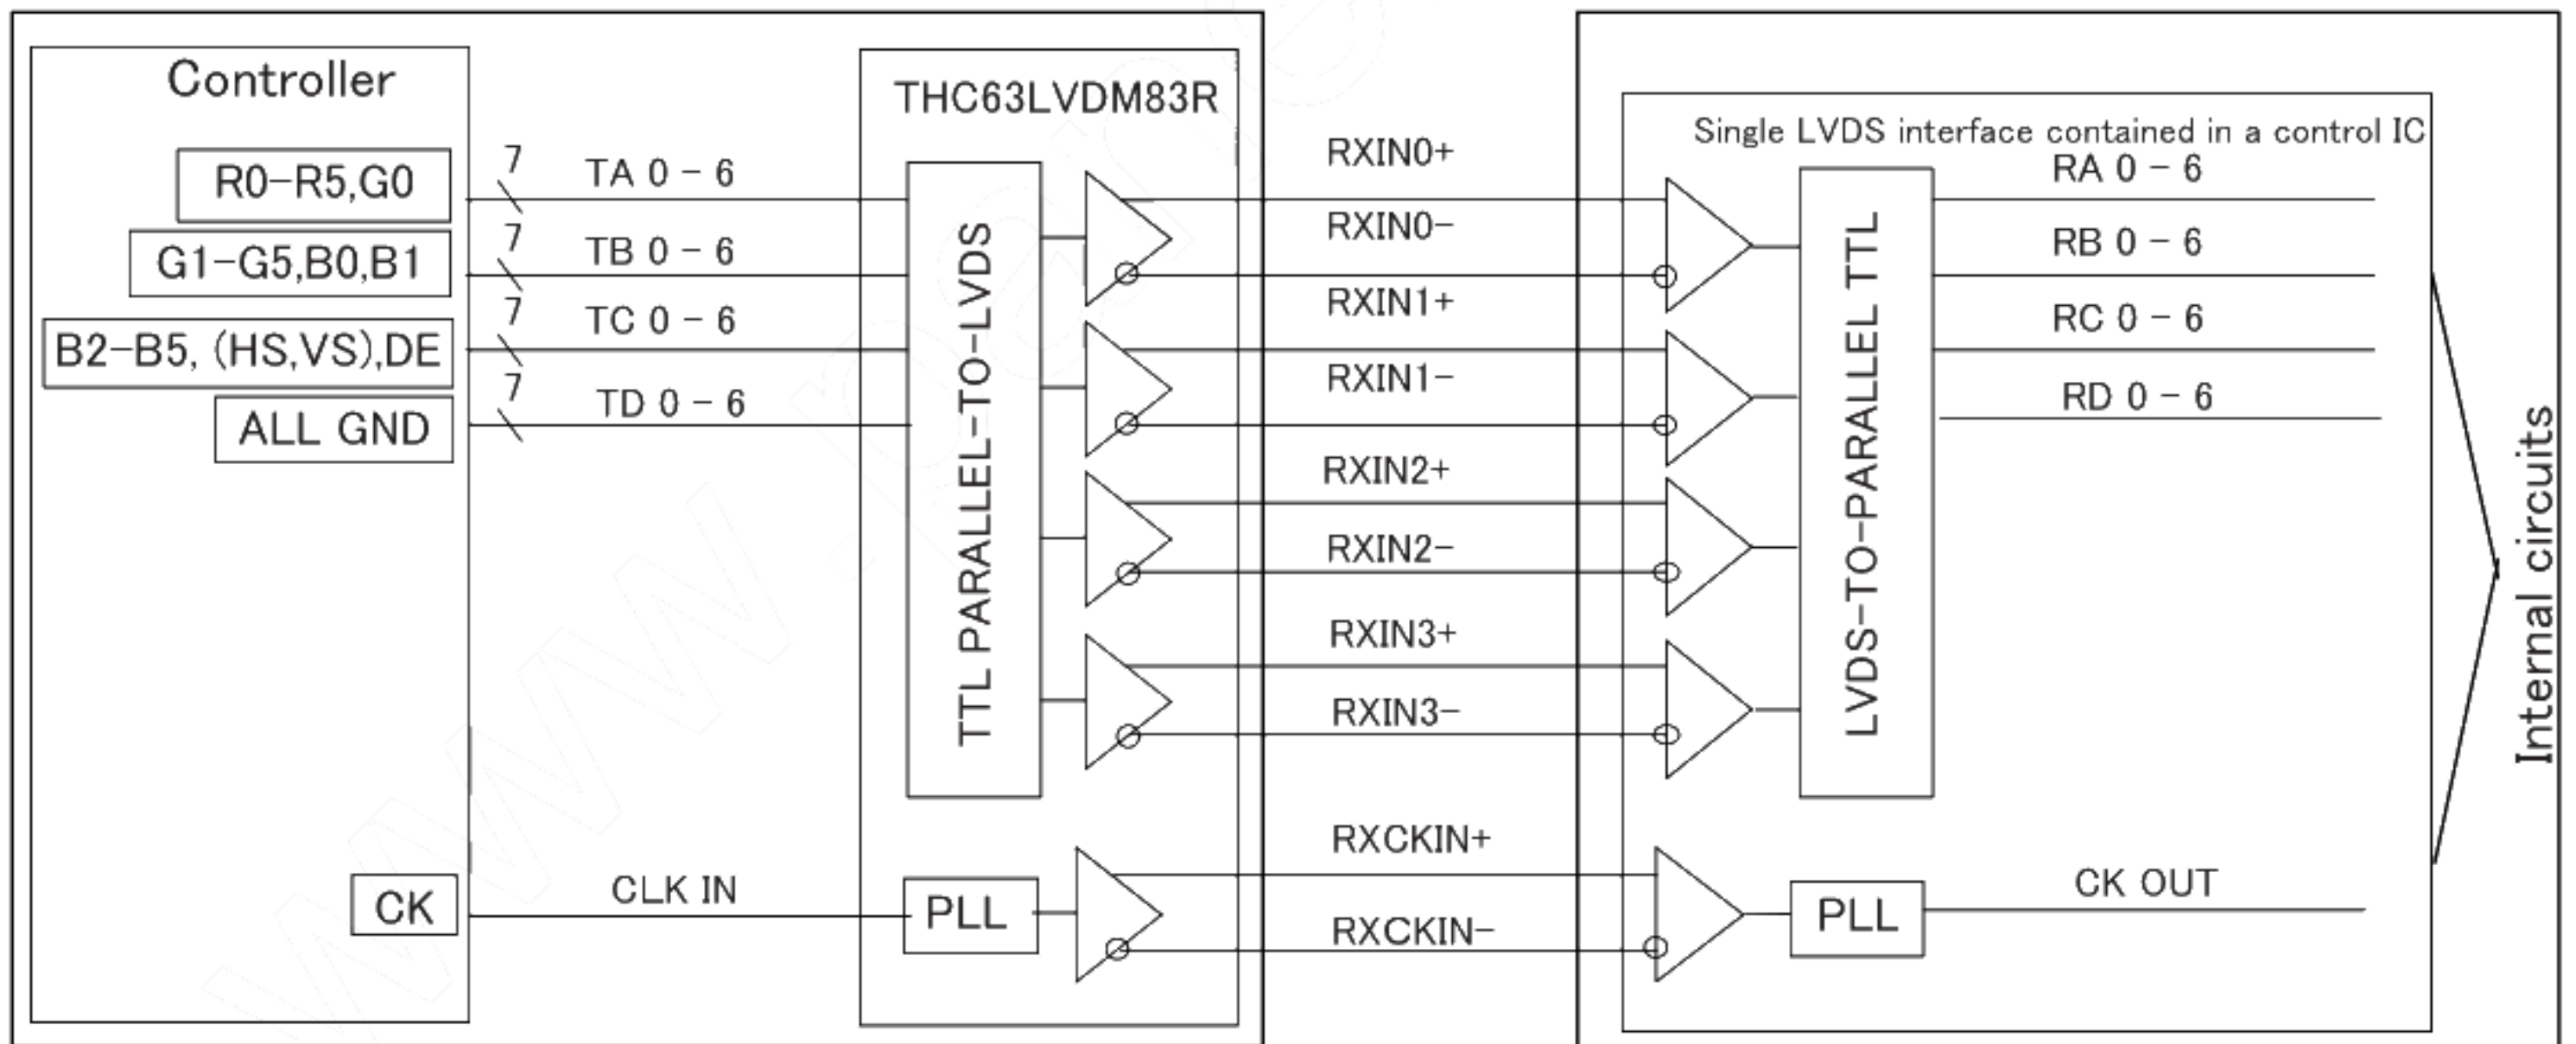 Controller
R0-R5,G0
G1-G5,B0,B1
B2-B5, (HS,VS),DE
ALL GND
CK
7
TA 0 - 6
7
TB 0 - 6
7
TC 0 - 6
7
TD 0 - 6
CLK IN
THC63LVDM83R
TTL PARALLEL-TO-LVDS
PLL
RXIN0+
RXIN0-
RXIN1+
RXIN1-
RXIN2+
RXIN2-
RXIN3+
RXIN3-
RXCKIN+
RXCKIN-
Single LVDS interface contained in a control IC
LVDS-TO-PARALLEL TTL
PLL
RA 0 - 6
RB 0 - 6
RC 0 - 6
RD 0 - 6
CK OUT
Internal circuits